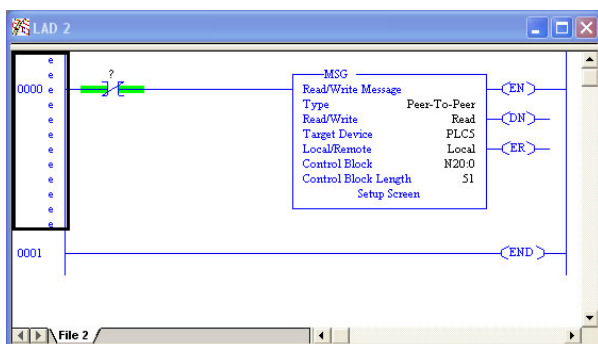 LAD 2
e
e
0000 e
e
e
e
e
e
e
e
e
e
?
MSG
Read/Write Message
Type Peer-To-Peer
Read/Write Read
Target Device PLC5
Local/Remote Local
Control Block N20:0
Control Block Length 51
Setup Screen
EN
DN
ER
0001
END
File 2